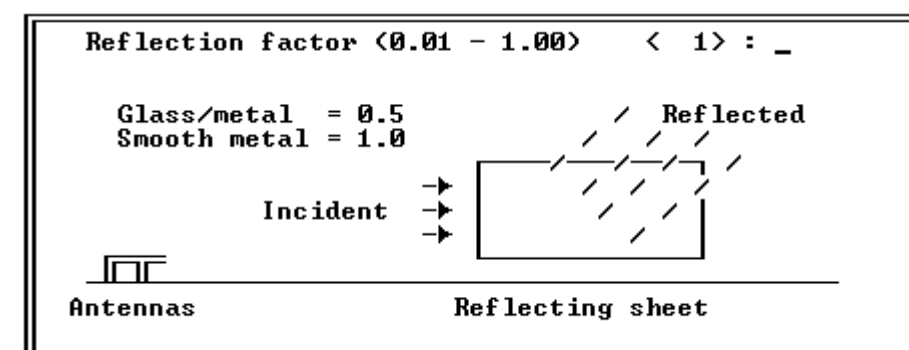 Reflection factor (0.01 - 1.00) < 1> : _
Glass/metal = 0.5
Smooth metal = 1.0
Reflected
Incident
Antennas
Reflecting sheet